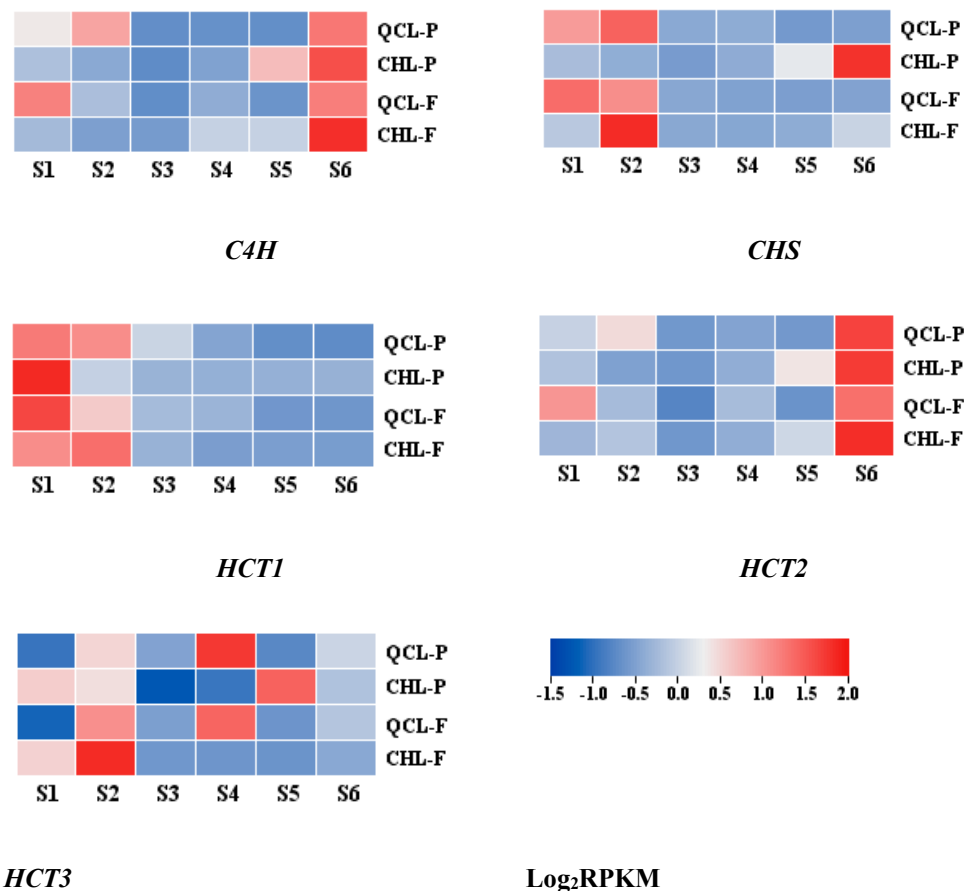 QCL-P
CHL-P
QCL-F
CHL-F
S1 S2 S3 S4 S5 S6
C4H
QCL-P
CHL-P
QCL-F
CHL-F
S1 S2 S3 S4 S5 S6
CHS
QCL-P
CHL-P
QCL-F
CHL-F
S1 S2 S3 S4 S5 S6
HCT1
QCL-P
CHL-P
QCL-F
CHL-F
S1 S2 S3 S4 S5 S6
HCT2
QCL-P
CHL-P
QCL-F
CHL-F
S1 S2 S3 S4 S5 S6
HCT3
-1.5 -1.0 -0.5 0.0 0.5 1.0 1.5 2.0
Log₂RPKM